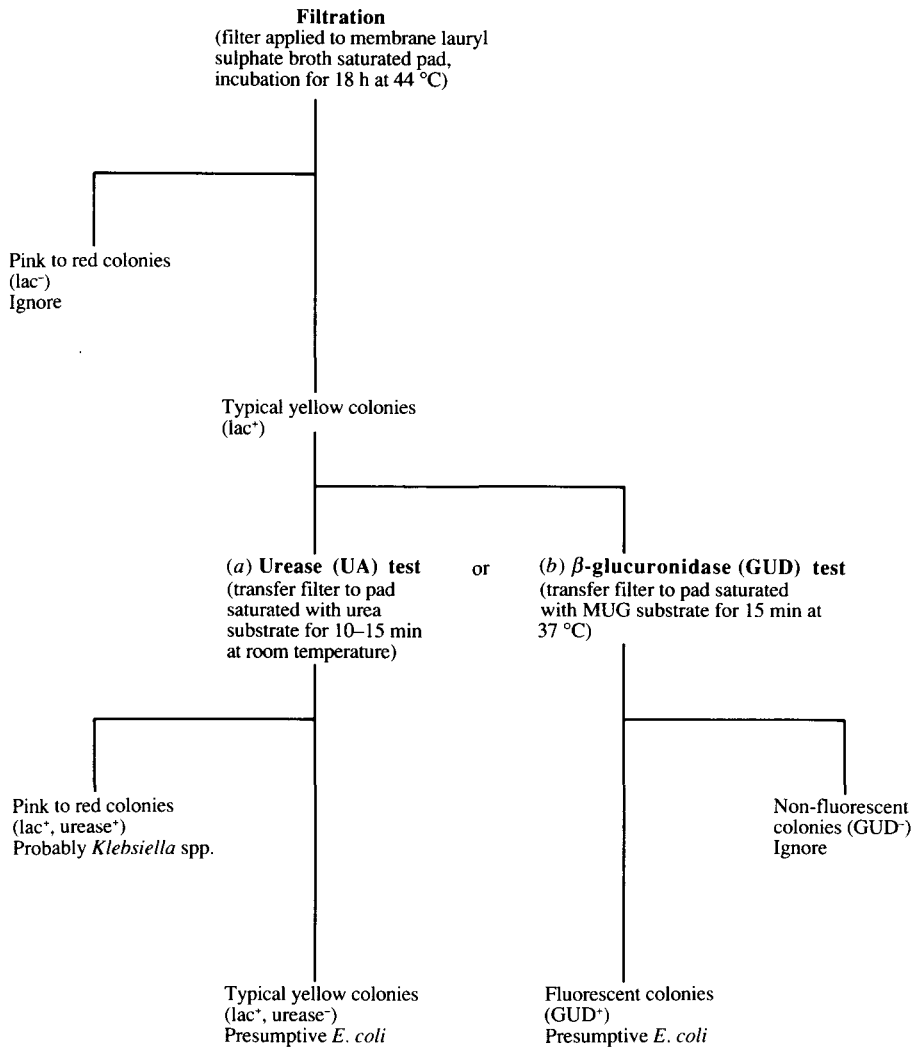 Filtration
(filter applied to membrane lauryl
sulphate broth saturated pad,
incubation for 18 h at 44 °C)
Pink to red colonies
(lac⁻)
Ignore
Typical yellow colonies
(lac⁺)
(a) Urease (UA) test
(transfer filter to pad
saturated with urea
substrate for 10–15 min
at room temperature)
or
(b) β-glucuronidase (GUD) test
(transfer filter to pad saturated
with MUG substrate for 15 min at
37 °C)
Pink to red colonies
(lac⁺, urease⁺)
Probably Klebsiella spp.
Non-fluorescent
colonies (GUD⁻)
Ignore
Typical yellow colonies
(lac⁺, urease⁻)
Presumptive E. coli
Fluorescent colonies
(GUD⁺)
Presumptive E. coli